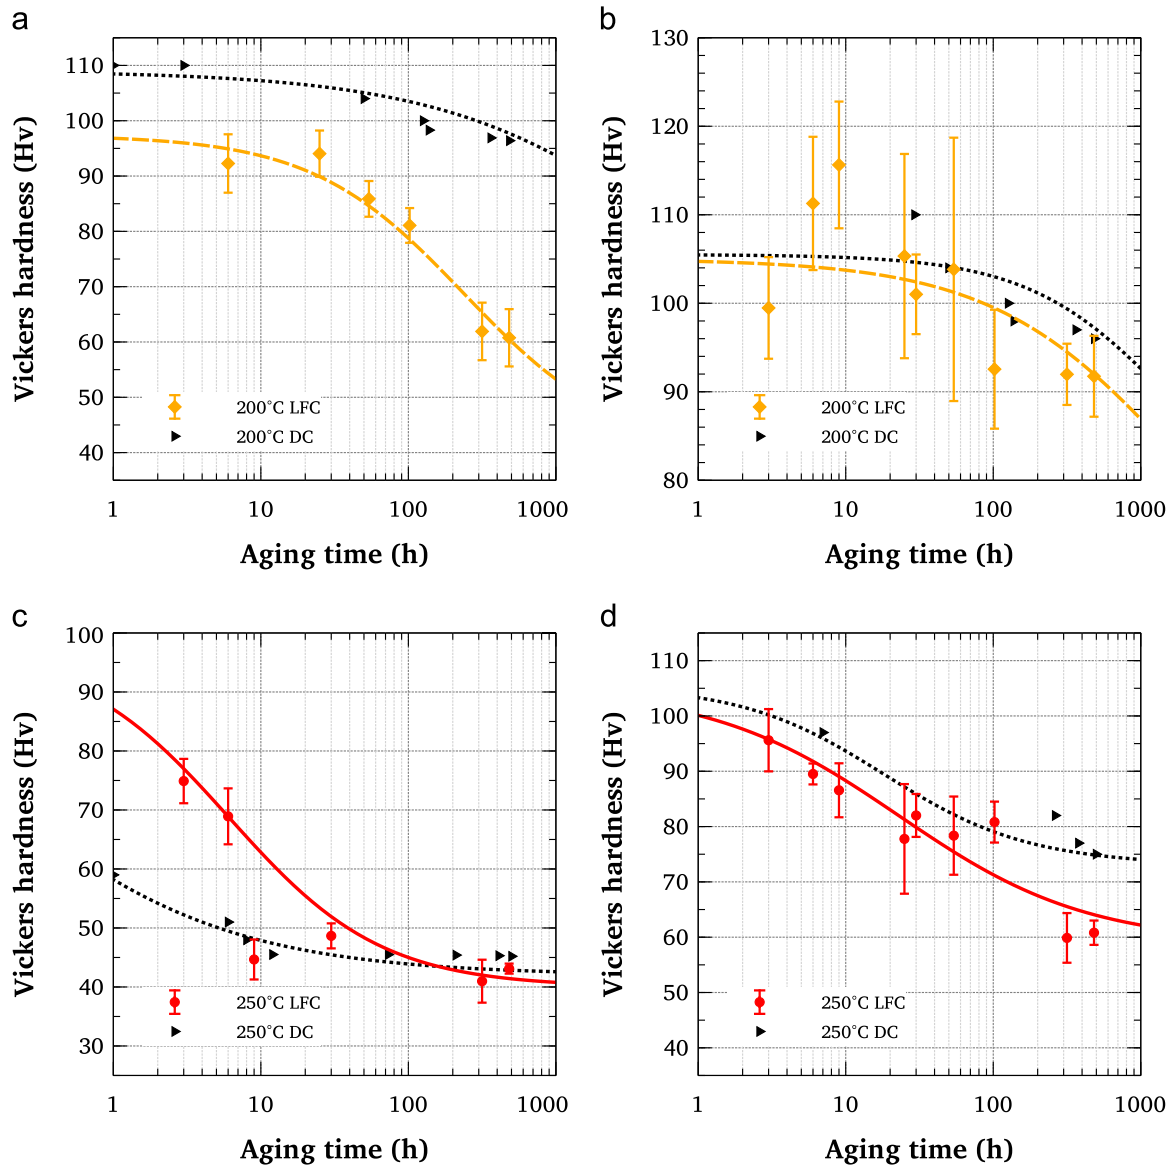 a
Vickers hardness (Hv)
110
100
90
80
70
60
50
40
200°C LFC
200°C DC
1 10 100 1000
Aging time (h)
b
Vickers hardness (Hv)
130
120
110
100
90
80
200°C LFC
200°C DC
1 10 100 1000
Aging time (h)
c
Vickers hardness (Hv)
100
90
80
70
60
50
40
30
250°C LFC
250°C DC
1 10 100 1000
Aging time (h)
d
Vickers hardness (Hv)
110
100
90
80
70
60
50
40
250°C LFC
250°C DC
1 10 100 1000
Aging time (h)